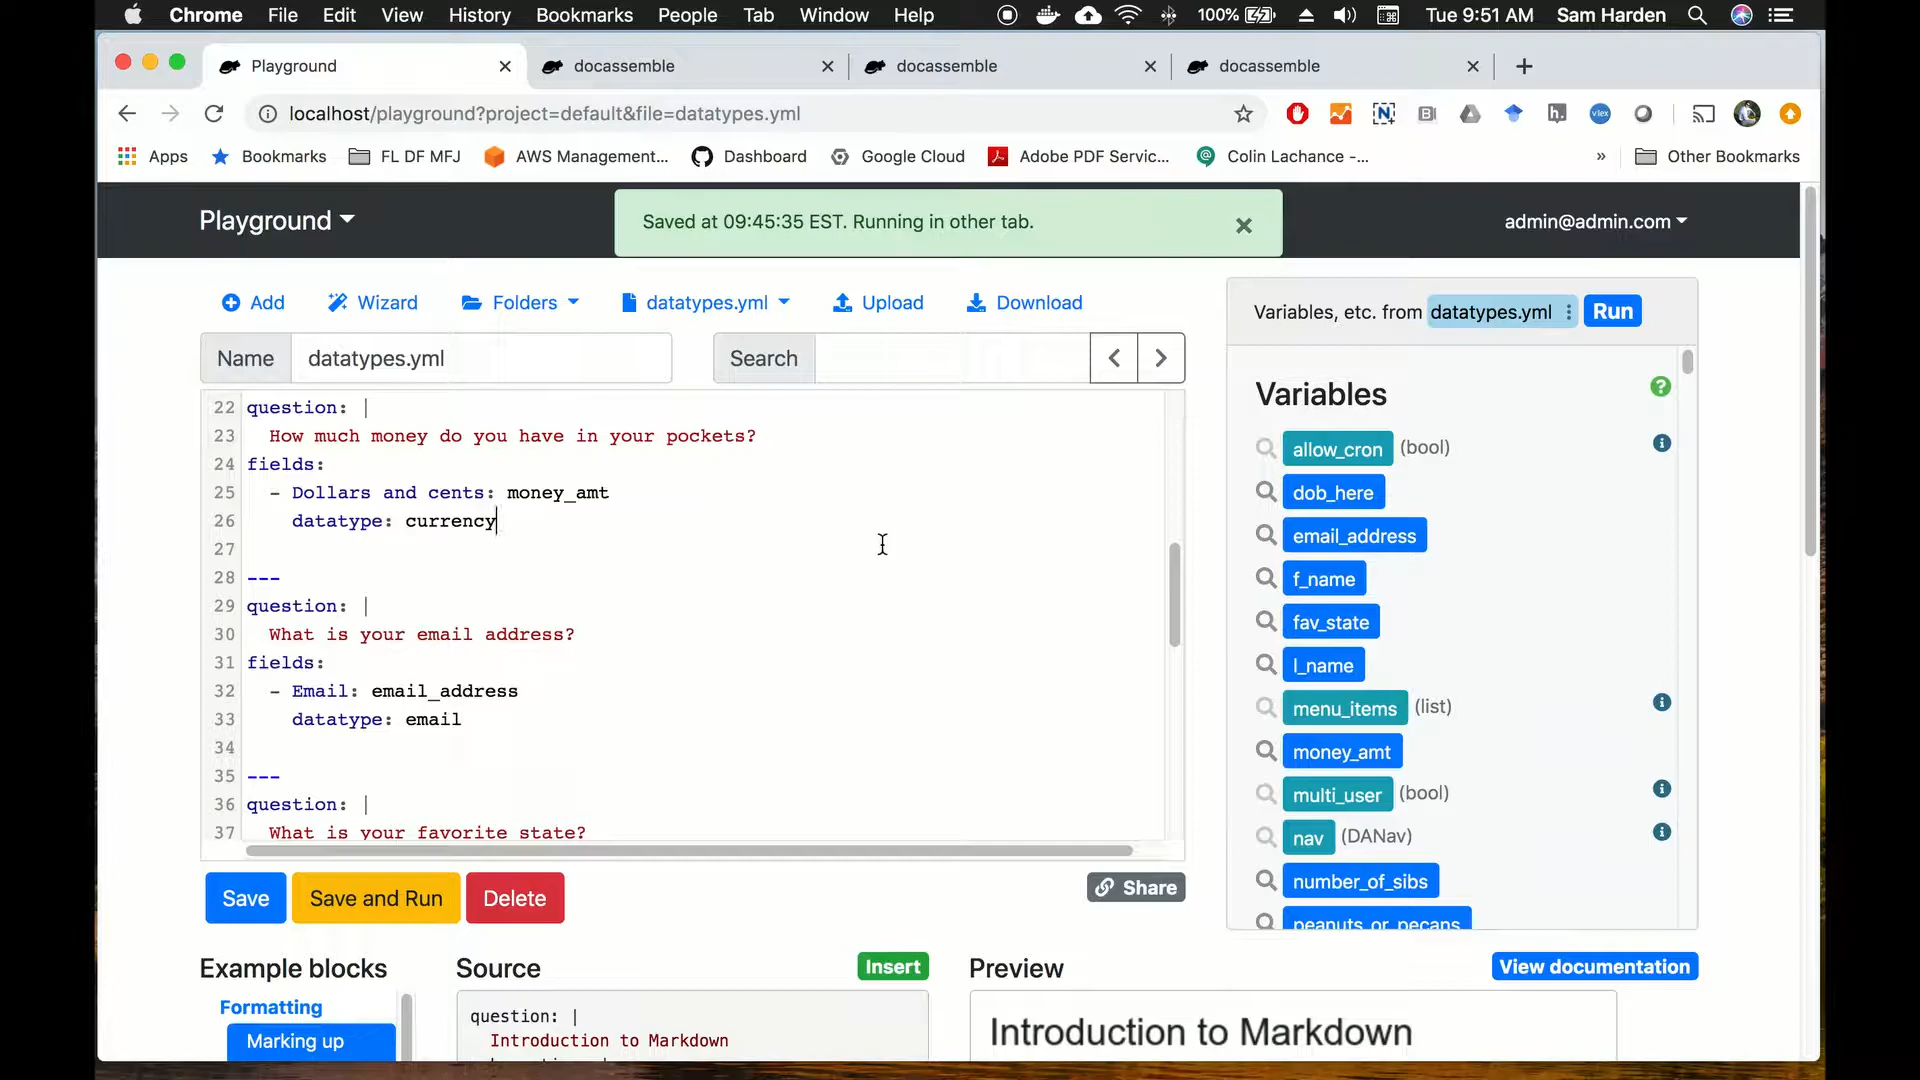 Chrome File Edit View History Bookmarks People Tab Window Help 100% Tue 9:51 AM Sam Harden
Playground docassemble docassemble docassemble
localhost/playground?project=default&file=datatypes.yml
Apps Bookmarks FL DF MFJ AWS Management... Dashboard Google Cloud Adobe PDF Servic... Colin Lachance -... » Other Bookmarks
Playground Saved at 09:45:35 EST. Running in other tab. admin@admin.com
Add Wizard Folders datatypes.yml Upload Download
Name datatypes.yml Search
22 question: |
23 How much money do you have in your pockets?
24 fields:
25 - Dollars and cents: money_amt
26 datatype: currency
27
28 ---
29 question: |
30 What is your email address?
31 fields:
32 - Email: email_address
33 datatype: email
34
35 ---
36 question: |
37 What is your favorite state?
Save Save and Run Delete Share
Variables, etc. from datatypes.yml Run
Variables
allow_cron (bool)
dob_here
email_address
f_name
fav_state
l_name
menu_items (list)
money_amt
multi_user (bool)
nav (DANav)
number_of_sibs
peanuts_or_pecans
Example blocks
Formatting
Marking up
Source Insert
question: |
Introduction to Markdown
Preview View documentation
Introduction to Markdown